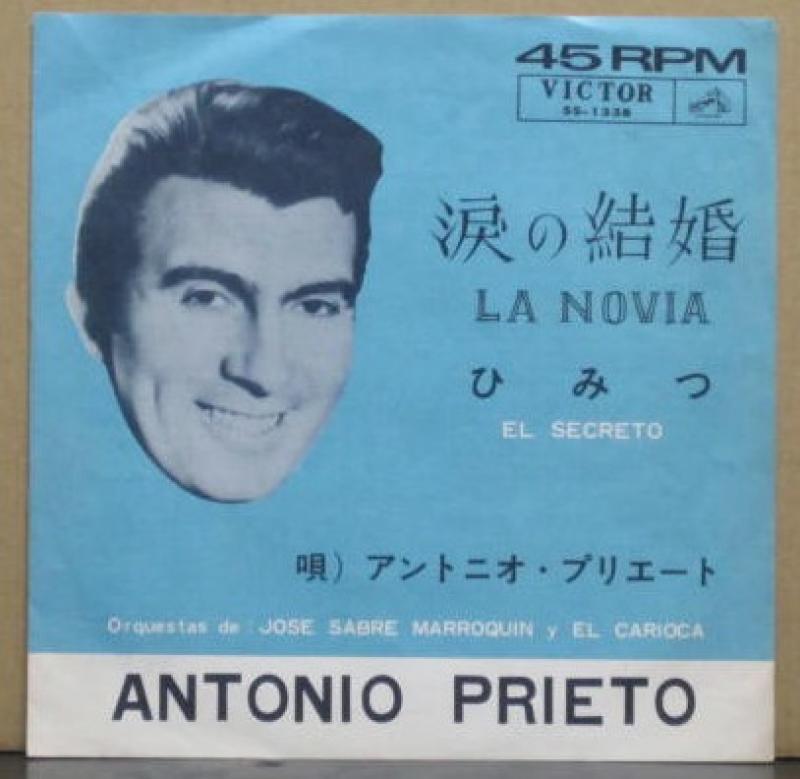 45 RPM
VICTOR
SS-1338
涙の結婚
LA NOVIA
ひみつ
EL SECRETO
唄）アントニオ・プリエート
Orquestas de : JOSE SABRE MARROQUIN y EL CARIOCA
ANTONIO PRIETO